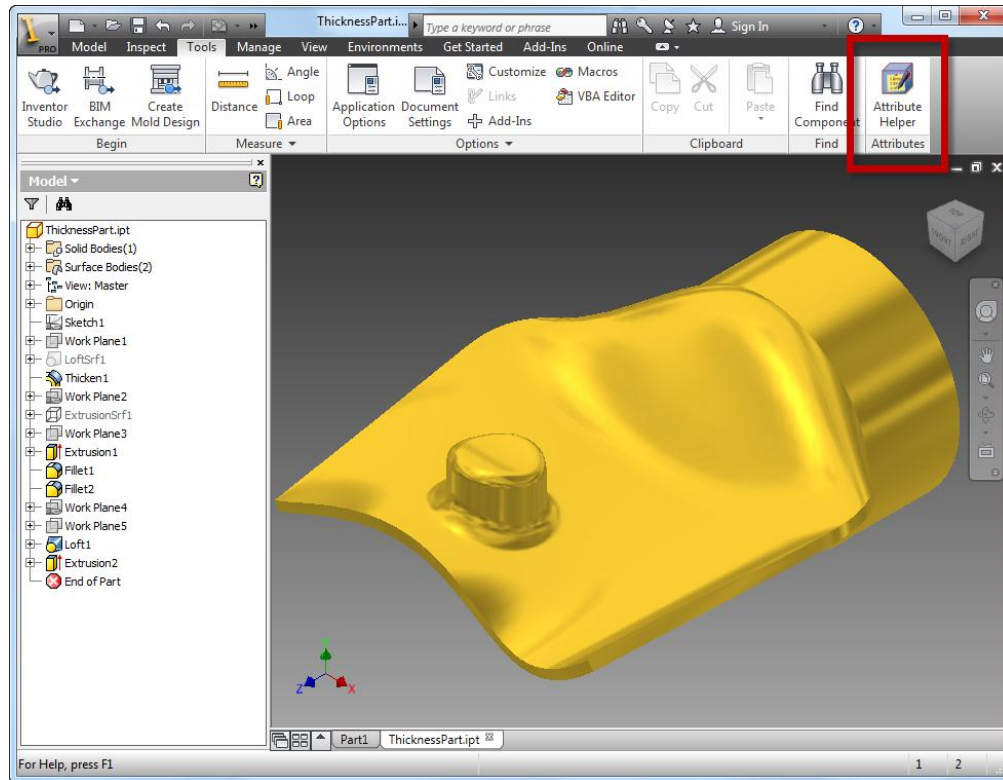 ThicknessPart.i...
Type a keyword or phrase
Sign In
PRO
Model Inspect Tools Manage View Environments Get Started Add-Ins Online
Inventor Studio
BIM Exchange
Create Mold Design
Distance
Angle
Loop
Area
Application Options
Document Settings
Customize
Links
Add-Ins
Macros
VBA Editor
Copy
Cut
Paste
Find Component
Attribute Helper
Begin Measure Options Clipboard Find Attributes
Model
ThicknessPart.ipt
Solid Bodies(1)
Surface Bodies(2)
View: Master
Origin
Sketch1
Work Plane1
LoftSrf1
Thicken1
Work Plane2
ExtrusionSrf1
Work Plane3
Extrusion1
Fillet1
Fillet2
Work Plane4
Work Plane5
Loft1
Extrusion2
End of Part
TOP
FRONT
RIGHT
Y
Z
X
Part1
ThicknessPart.ipt
For Help, press F1
1 2